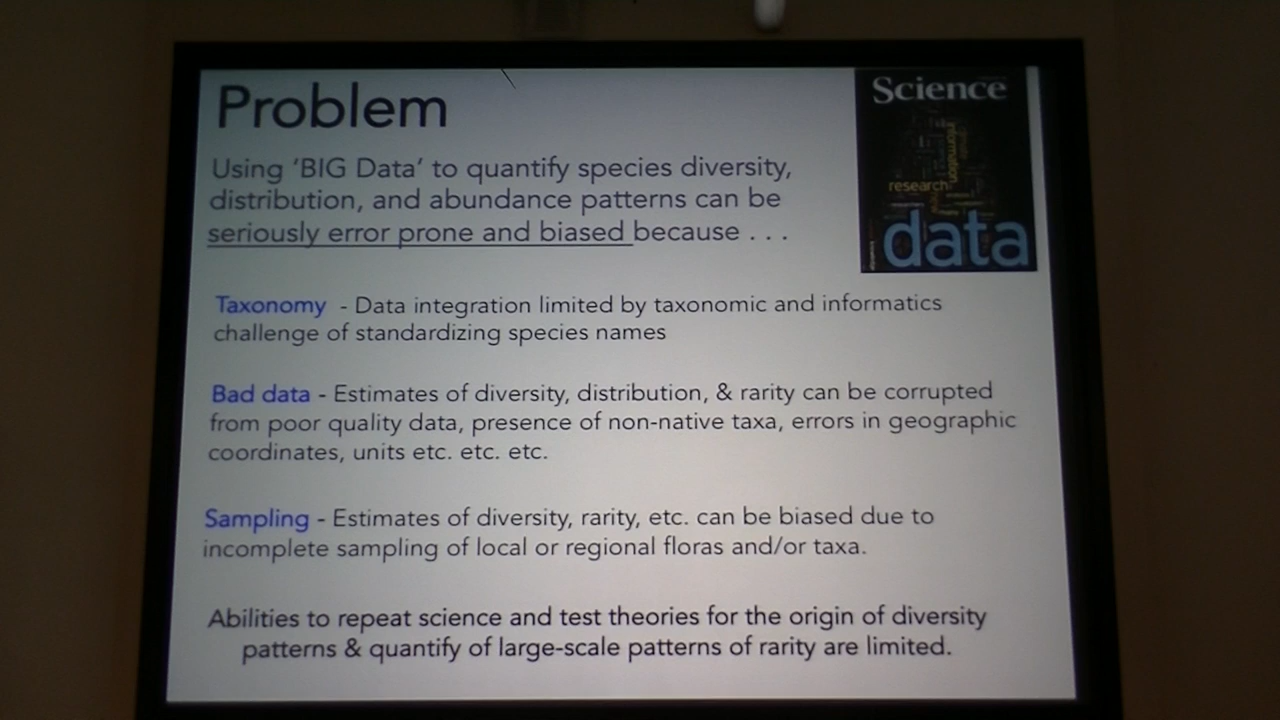 Problem
Science
Using 'BIG Data' to quantify species diversity,
distribution, and abundance patterns can be
seriously error prone and biased because . . .
information
research
data
Taxonomy - Data integration limited by taxonomic and informatics
challenge of standardizing species names
Bad data - Estimates of diversity, distribution, & rarity can be corrupted
from poor quality data, presence of non-native taxa, errors in geographic
coordinates, units etc. etc. etc.
Sampling - Estimates of diversity, rarity, etc. can be biased due to
incomplete sampling of local or regional floras and/or taxa.
Abilities to repeat science and test theories for the origin of diversity
patterns & quantify of large-scale patterns of rarity are limited.